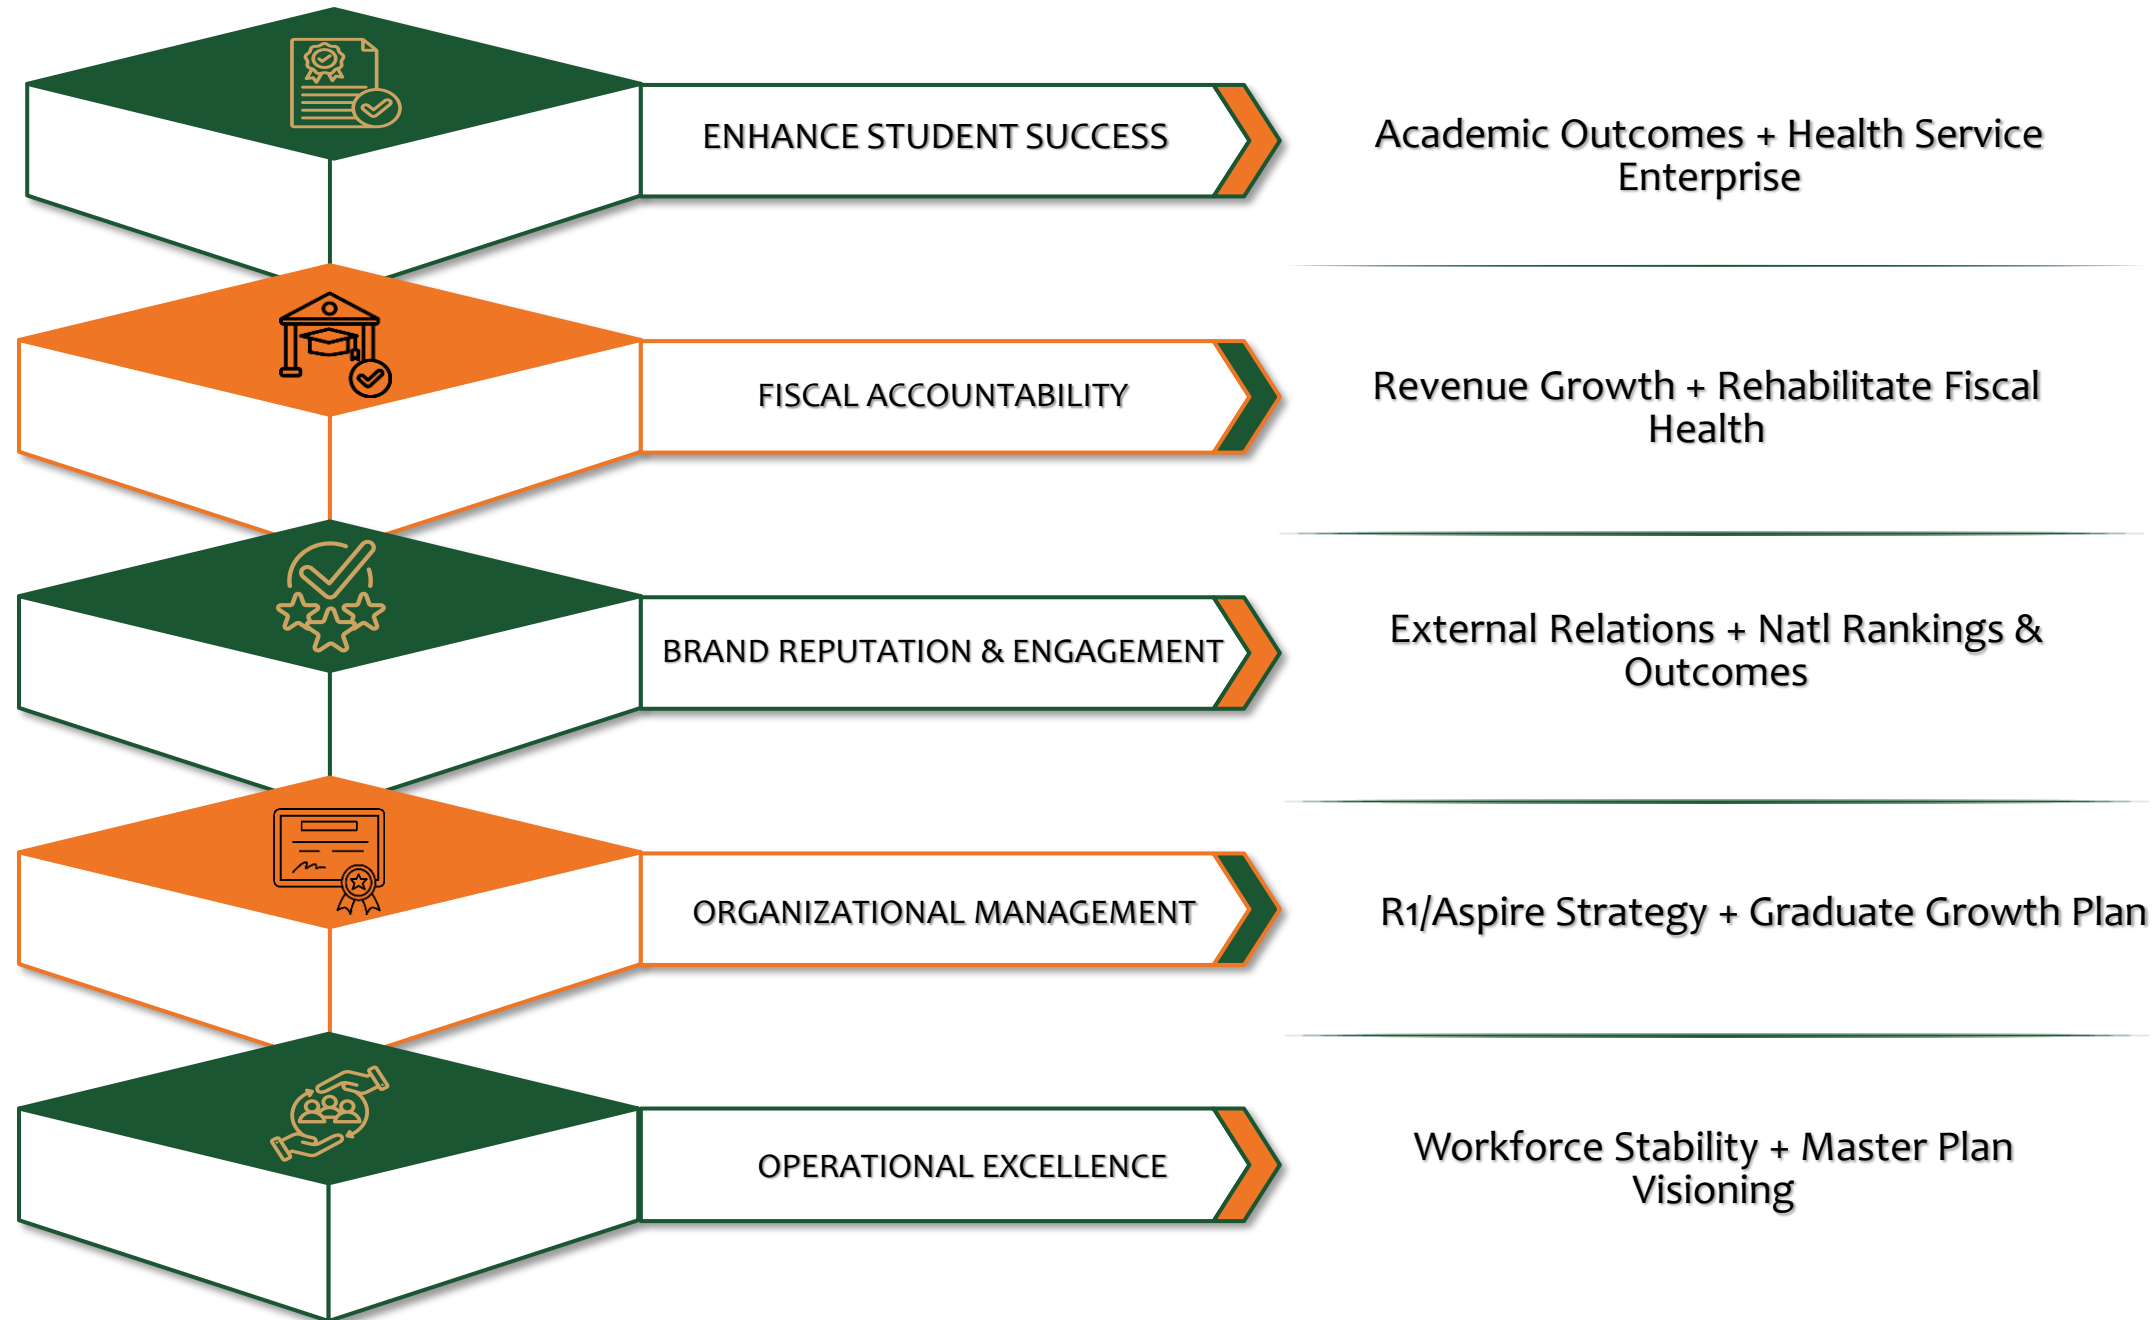 ENHANCE STUDENT SUCCESS
Academic Outcomes + Health Service
Enterprise
FISCAL ACCOUNTABILITY
Revenue Growth + Rehabilitate Fiscal
Health
BRAND REPUTATION & ENGAGEMENT
External Relations + Natl Rankings &
Outcomes
ORGANIZATIONAL MANAGEMENT
R1/Aspire Strategy + Graduate Growth Plan
OPERATIONAL EXCELLENCE
Workforce Stability + Master Plan
Visioning